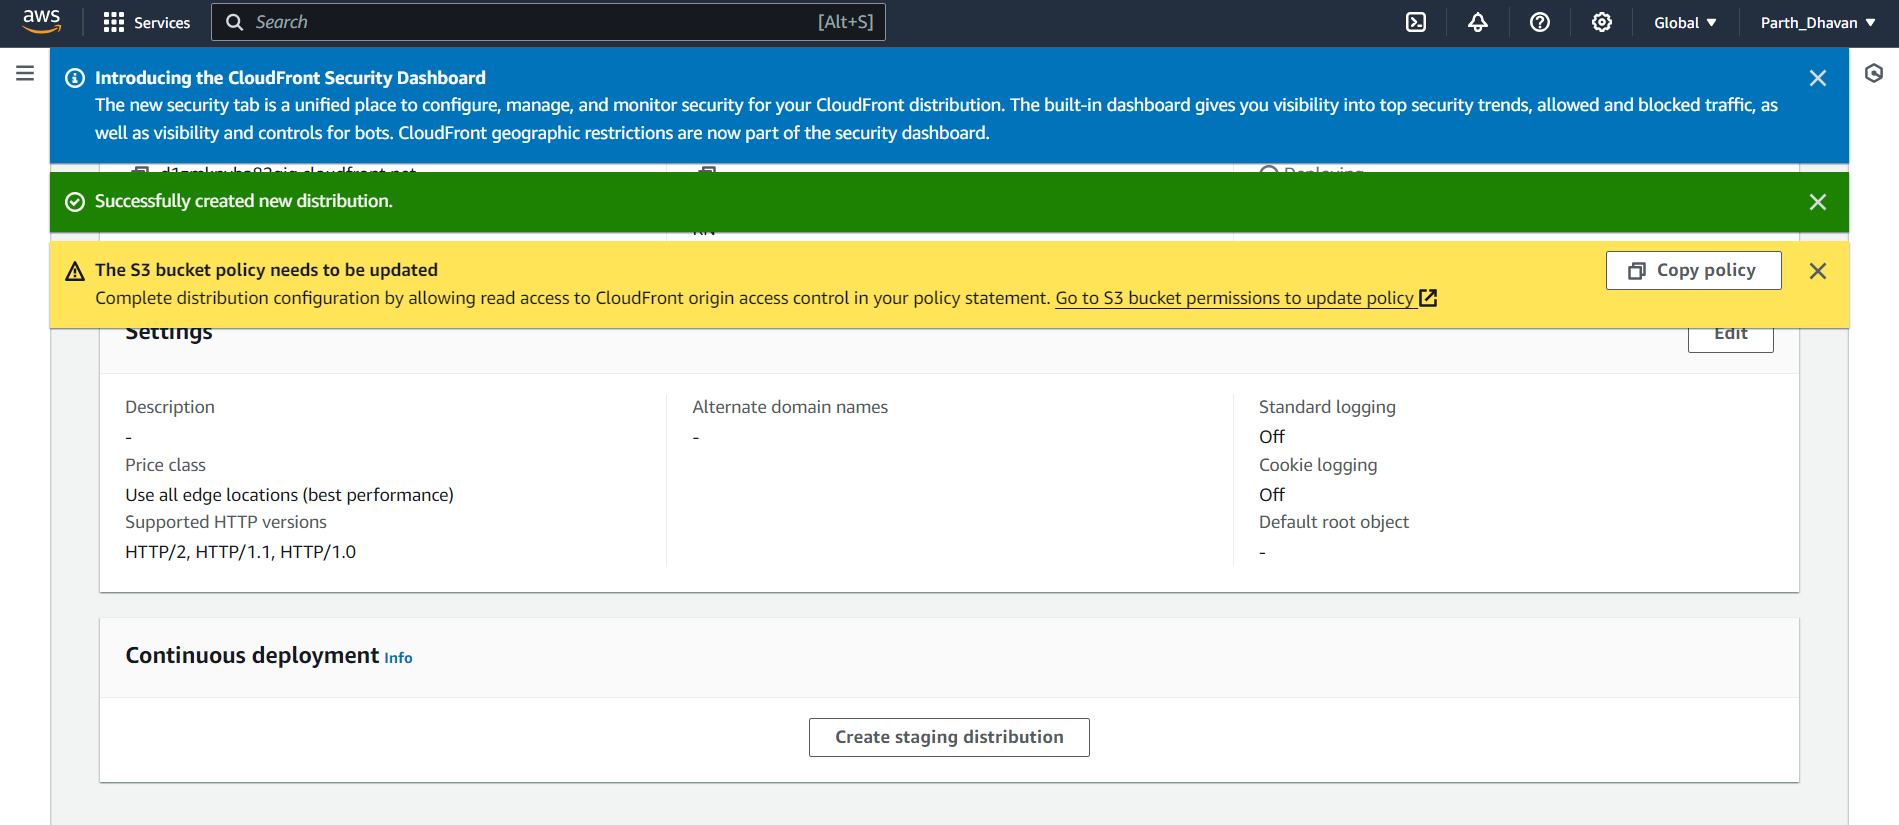 aws
Services
Search
[Alt+S]
Global
Parth_Dhavan
Introducing the CloudFront Security Dashboard
The new security tab is a unified place to configure, manage, and monitor security for your CloudFront distribution. The built-in dashboard gives you visibility into top security trends, allowed and blocked traffic, as
well as visibility and controls for bots. CloudFront geographic restrictions are now part of the security dashboard.
Deploying
Successfully created new distribution.
The S3 bucket policy needs to be updated
Copy policy
Complete distribution configuration by allowing read access to CloudFront origin access control in your policy statement. Go to S3 bucket permissions to update policy
Settings
Edit
Description
-
Price class
Use all edge locations (best performance)
Supported HTTP versions
HTTP/2, HTTP/1.1, HTTP/1.0
Alternate domain names
-
Standard logging
Off
Cookie logging
Off
Default root object
-
Continuous deployment Info
Create staging distribution